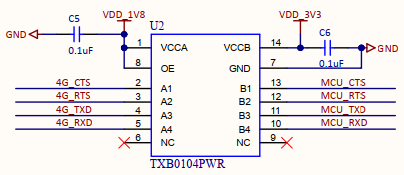 C5
VDD_1V8
U2
VDD_3V3
GND
0.1uF
1 VCCA VCCB 14
C6
GND
0.1uF
8 OE GND 7
4G_CTS 2 A1 B1 13 MCU_CTS
4G_RTS 3 A2 B2 12 MCU_RTS
4G_TXD 4 A3 B3 11 MCU_TXD
4G_RXD 5 A4 B4 10 MCU_RXD
6 NC NC 9
TXB0104PWR